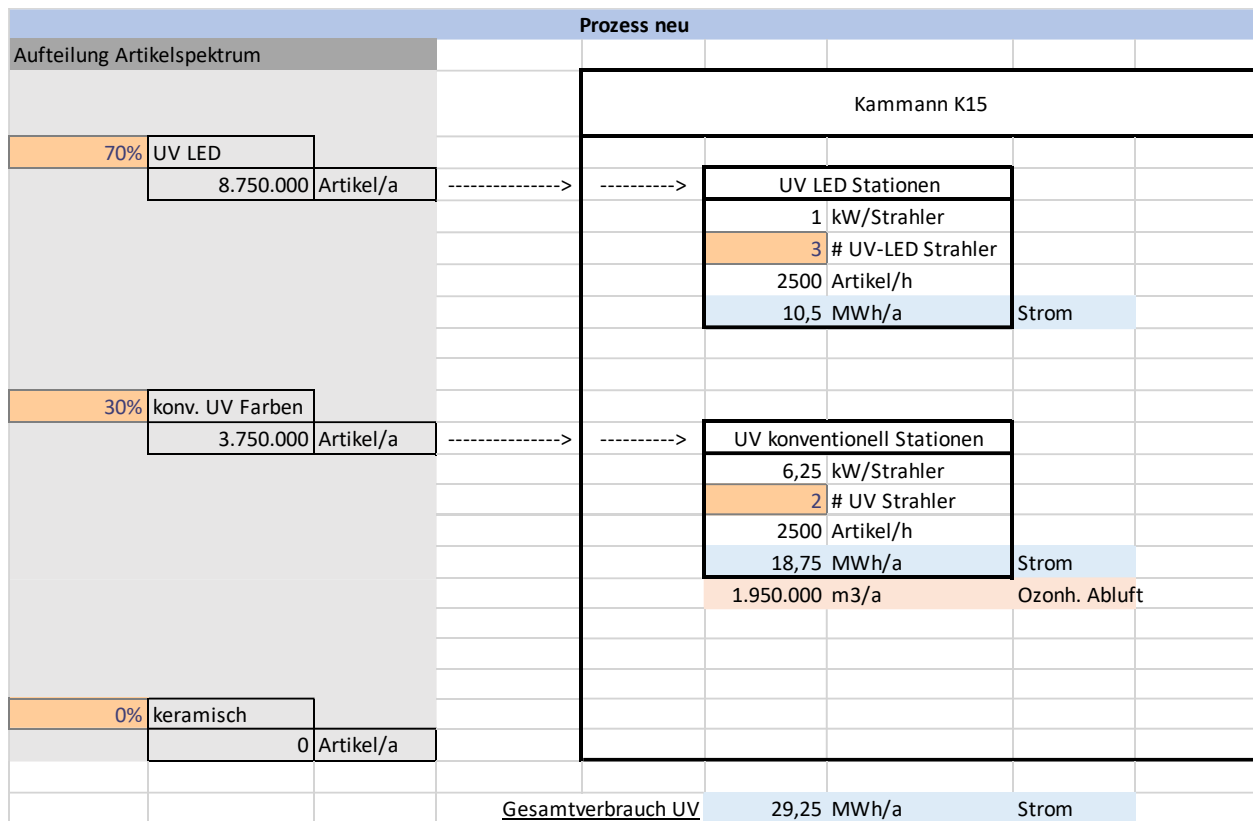 Prozess neu
Aufteilung Artikelspektrum
Kammann K15
70% UV LED
8.750.000 Artikel/a ---------------> ----------> UV LED Stationen
1 kW/Strahler
3 # UV-LED Strahler
2500 Artikel/h
10,5 MWh/a Strom
30% konv. UV Farben
3.750.000 Artikel/a ---------------> ----------> UV konventionell Stationen
6,25 kW/Strahler
2 # UV Strahler
2500 Artikel/h
18,75 MWh/a Strom
1.950.000 m3/a Ozonh. Abluft
0% keramisch
0 Artikel/a
Gesamtverbrauch UV 29,25 MWh/a Strom